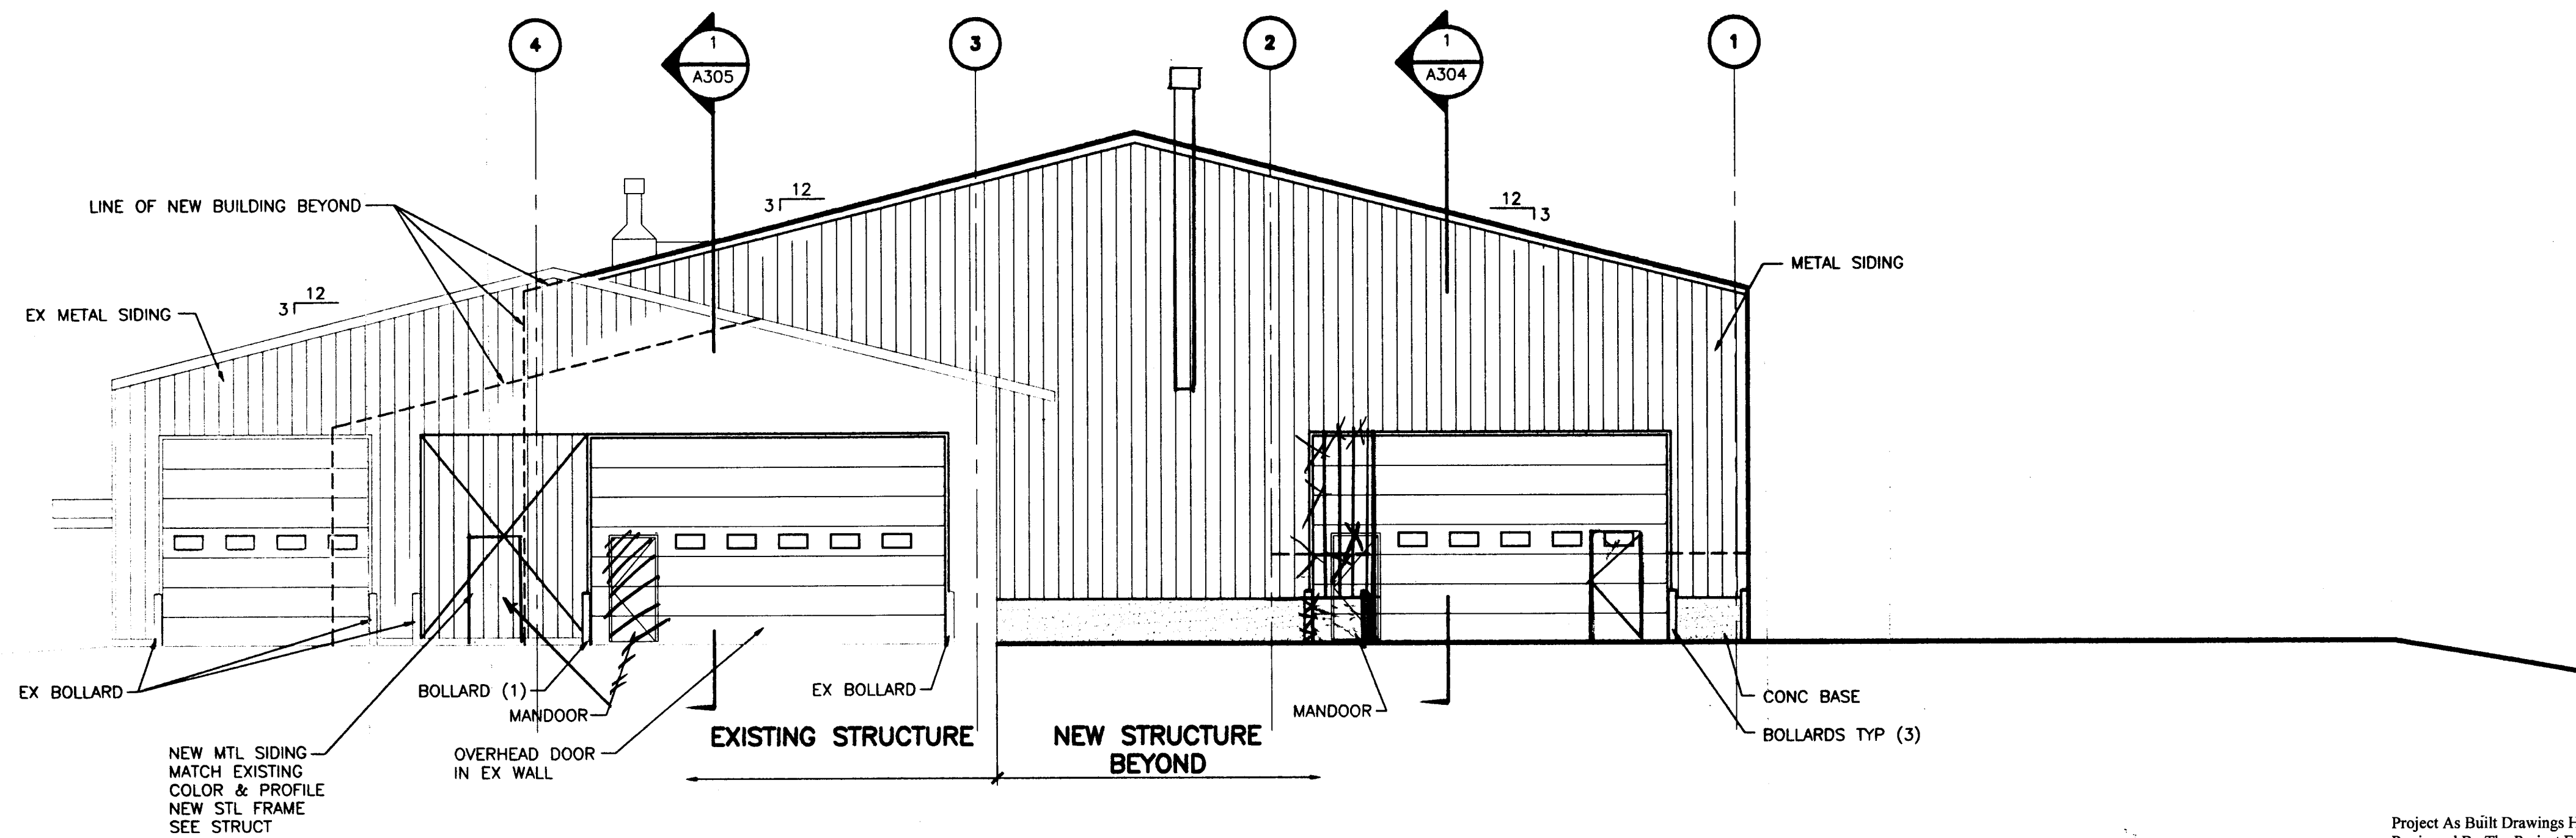 4
1
A305
3
2
1
A304
1
12
3
12
3
LINE OF NEW BUILDING BEYOND
METAL SIDING
12
3
EX METAL SIDING
EX BOLLARD
BOLLARD (1)
EX BOLLARD
CONC BASE
MANDOOR
MANDOOR
BOLLARDS TYP (3)
EXISTING STRUCTURE
NEW STRUCTURE
BEYOND
NEW MTL SIDING
MATCH EXISTING
COLOR & PROFILE
NEW STL FRAME
SEE STRUCT
OVERHEAD DOOR
IN EX WALL
Project As Built Drawings